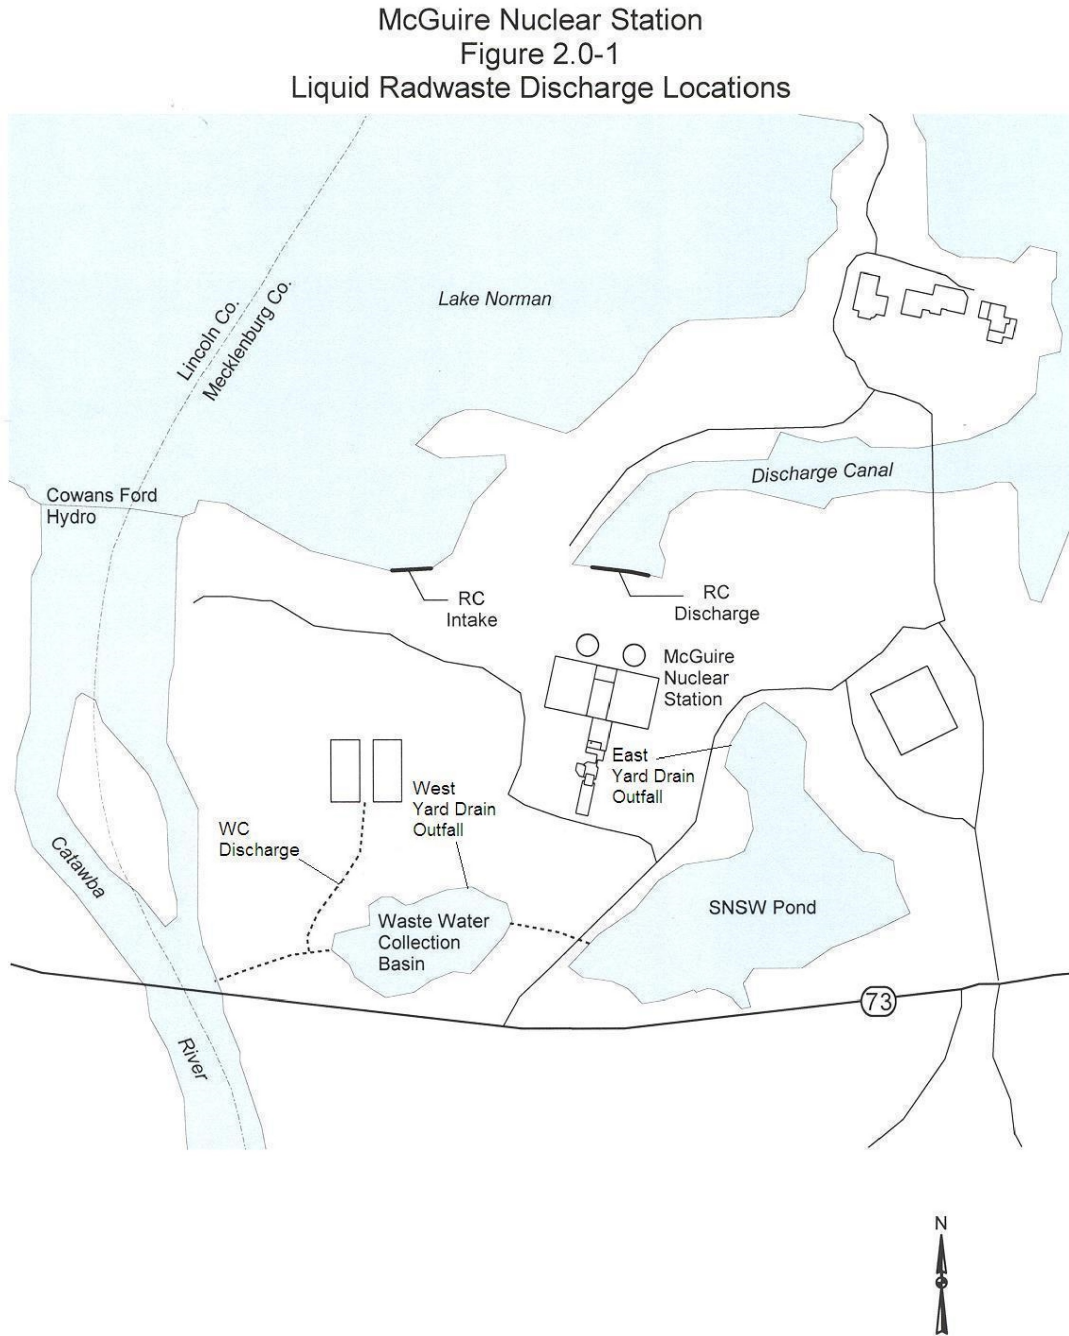 McGuire Nuclear Station
Figure 2.0-1
Liquid Radwaste Discharge Locations
Lincoln Co.
Mecklenburg Co.
Lake Norman
Cowans Ford
Hydro
Discharge Canal
RC
Intake
RC
Discharge
McGuire
Nuclear
Station
East
Yard Drain
Outfall
West
Yard Drain
Outfall
WC
Discharge
Catawba
Waste Water
Collection
Basin
SNSW Pond
73
River
N